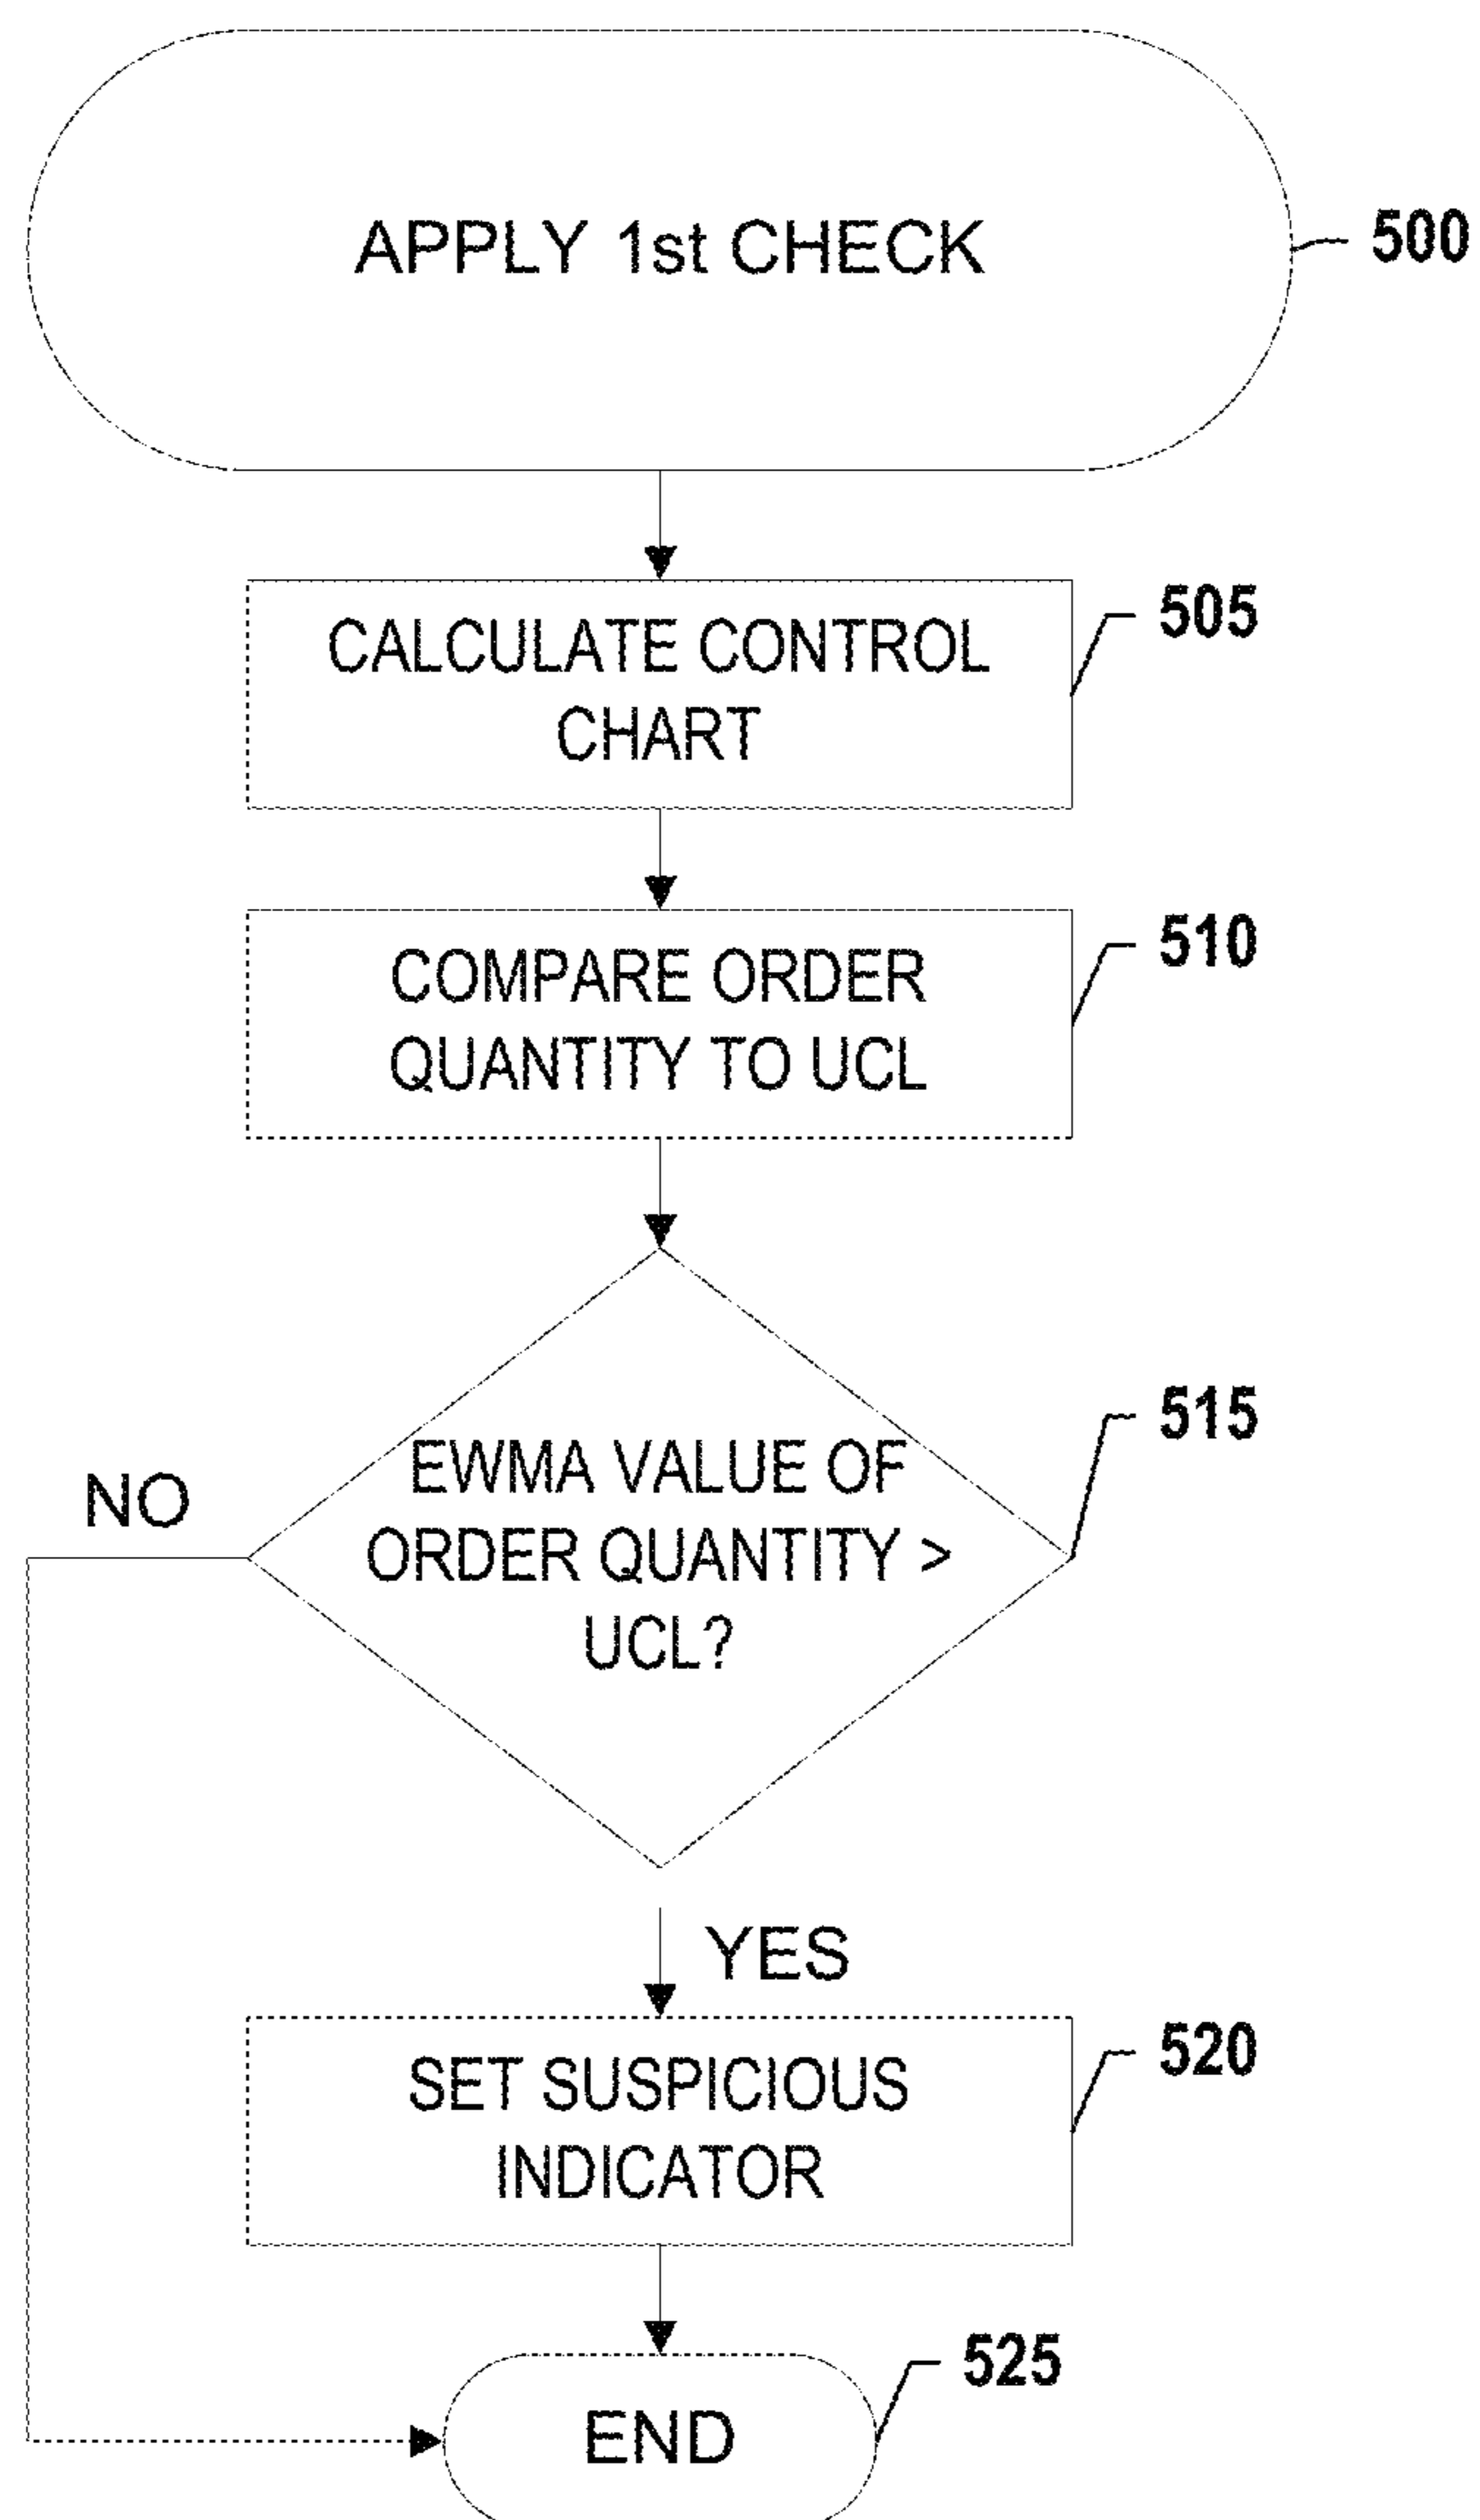 APPLY 1st CHECK
500
CALCULATE CONTROL
CHART
505
COMPARE ORDER
QUANTITY TO UCL
510
EWMA VALUE OF
ORDER QUANTITY >
UCL?
515
NO
YES
SET SUSPICIOUS
INDICATOR
520
END
525